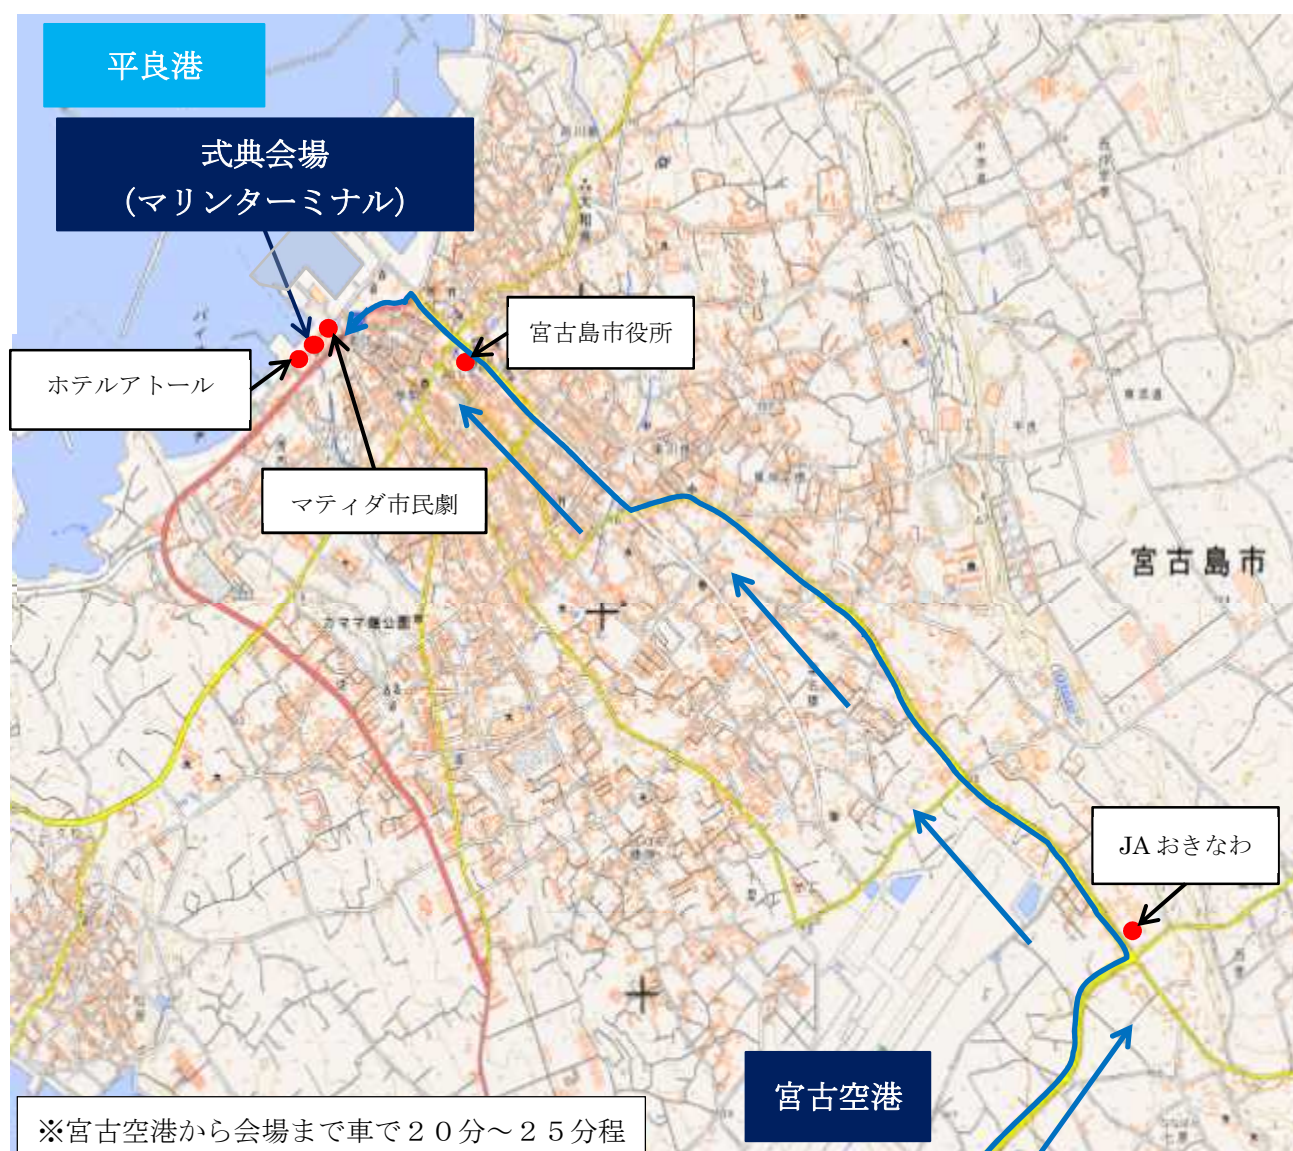 平良港
式典会場
（マリンターミナル）
宮古島市役所
ホテルアトール
マティダ市民劇
宮古島市
カママ嶺公園
JAおきなわ
宮古空港
※宮古空港から会場まで車で２０分～２５分程